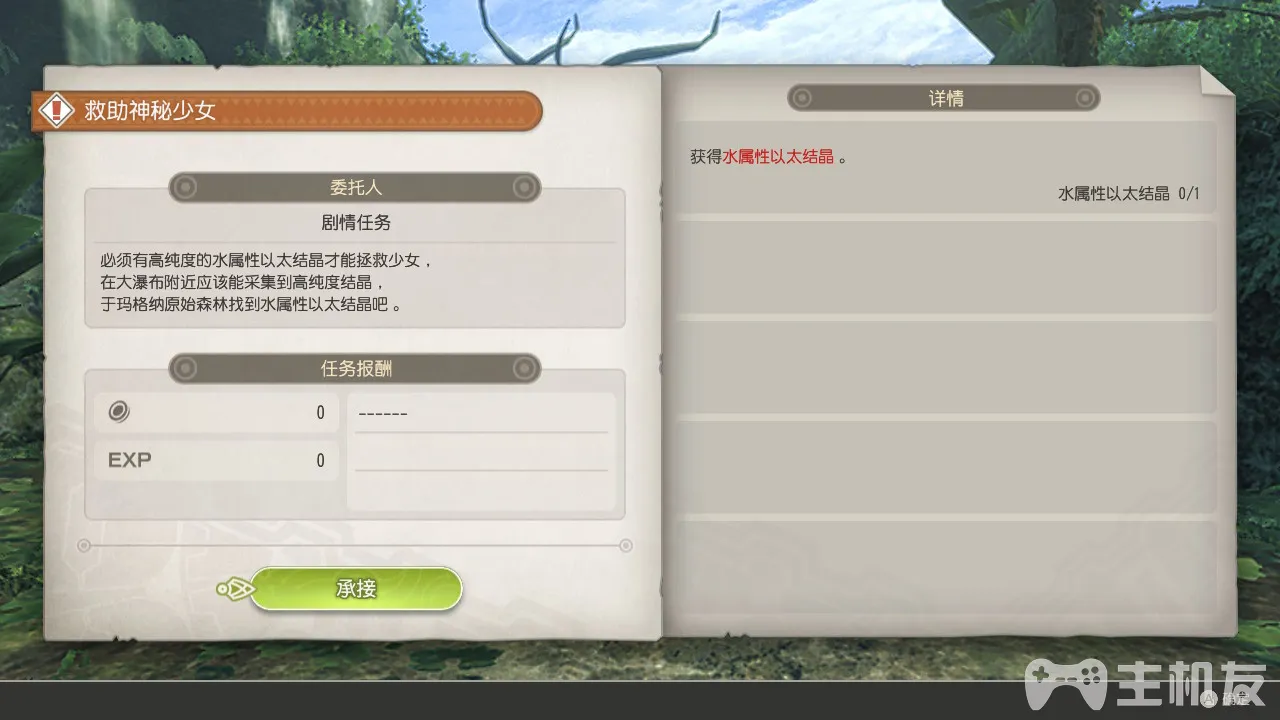 救助神秘少女
委托人
剧情任务
必须有高纯度的水属性以太结晶才能拯救少女，
在大瀑布附近应该能采集到高纯度结晶，
于玛格纳原始森林找到水属性以太结晶吧。
任务报酬
0
------
EXP 0
承接
详情
获得水属性以太结晶。
水属性以太结晶 0/1
主机友
A 确定